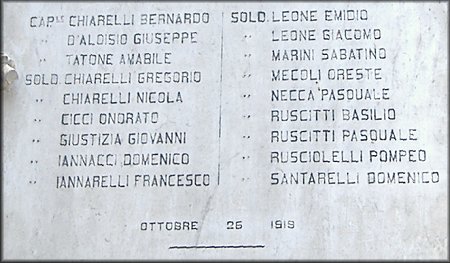 CAP.LE CHIARELLI BERNARDO
" D'ALOISIO GIUSEPPE
" TATONE AMABILE
SOLD. CHIARELLI GREGORIO
" CHIARELLI NICOLA
" CICCI ONORATO
" GIUSTIZIA GIOVANNI
" IANNACCI DOMENICO
" IANNARELLI FRANCESCO
SOLD. LEONE EMIDIO
" LEONE GIACOMO
" MARINI SABATINO
" MECOLI ORESTE
" NECCA PASQUALE
" RUSCITTI BASILIO
" RUSCITTI PASQUALE
" RUSCIOLELLI POMPEO
" SANTARELLI DOMENICO
OTTOBRE 26 1919